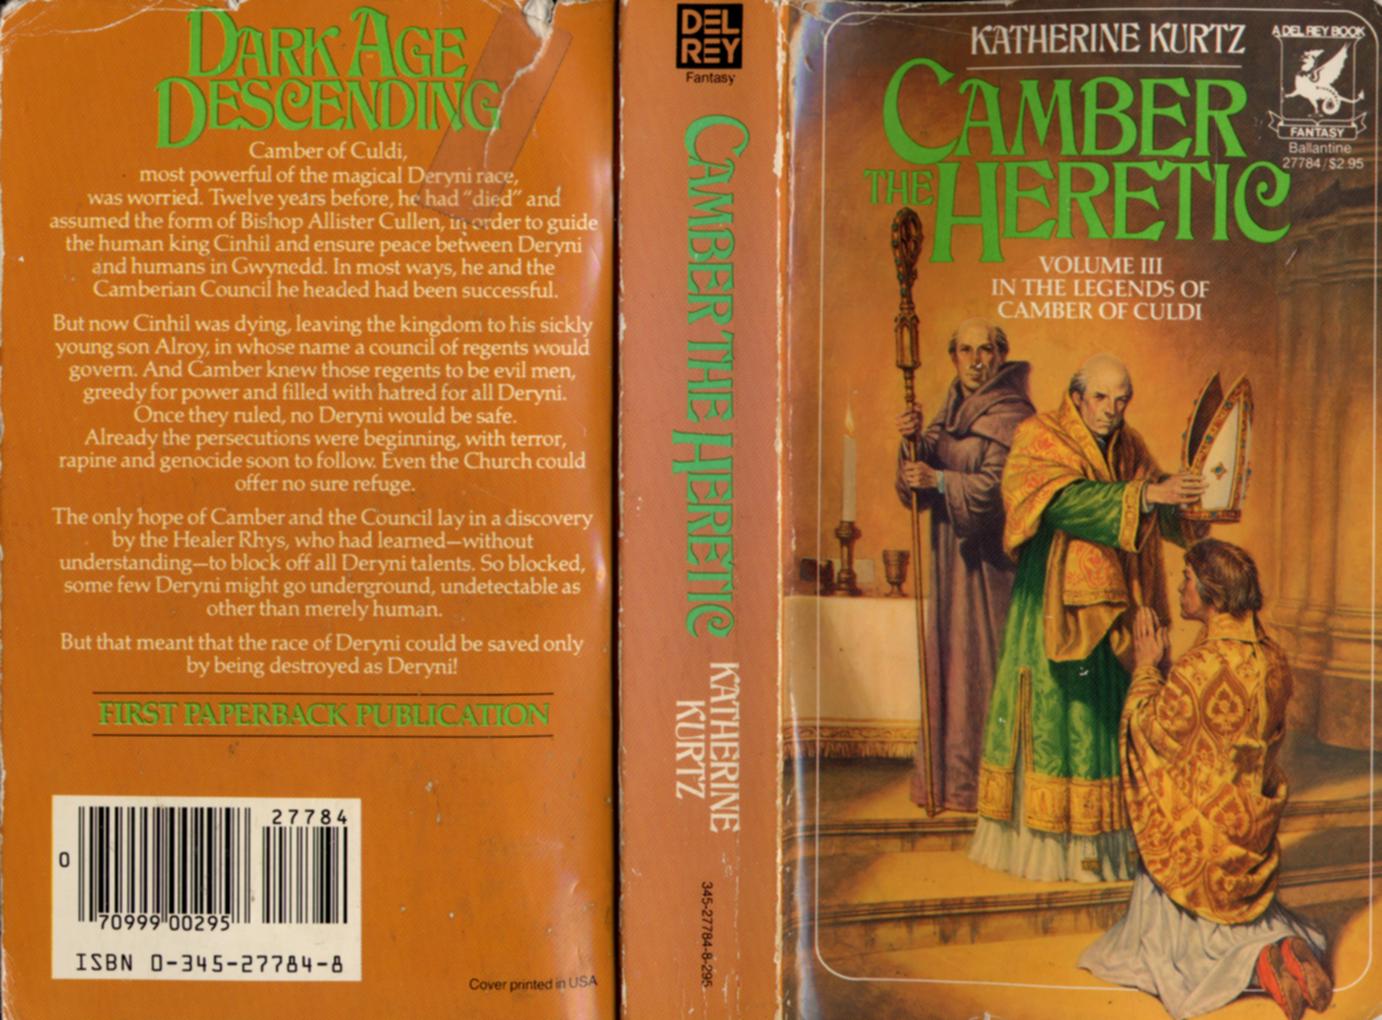 DARK AGE
DESCENDING
Camber of Culdi,
most powerful of the magical Deryni race,
was worried. Twelve years before, he had "died" and
assumed the form of Bishop Allister Cullen, in order to guide
the human king Cinhil and ensure peace between Deryni
and humans in Gwynedd. In most ways, he and the
Camberian Council he headed had been successful.
But now Cinhil was dying, leaving the kingdom to his sickly
young son Alroy, in whose name a council of regents would
govern. And Camber knew those regents to be evil men,
greedy for power and filled with hatred for all Deryni.
Once they ruled, no Deryni would be safe.
Already the persecutions were beginning, with terror,
rapine and genocide soon to follow. Even the Church could
offer no sure refuge.
The only hope of Camber and the Council lay in a discovery
by the Healer Rhys, who had learned—without
understanding—to block off all Deryni talents. So blocked,
some few Deryni might go underground, undetectable as
other than merely human.
But that meant that the race of Deryni could be saved only
by being destroyed as Deryni!
FIRST PAPERBACK PUBLICATION
27784
0
70999 00295
ISBN 0-345-27784-8
Cover printed in USA
DEL
REY
Fantasy
CAMBER THE HERETIC
KATHERINE
KURTZ
345-27784-8-295
KATHERINE KURTZ
A DEL REY BOOK
FANTASY
Ballantine
27784/$2.95
CAMBER
THE HERETIC
VOLUME III
IN THE LEGENDS OF
CAMBER OF CULDI